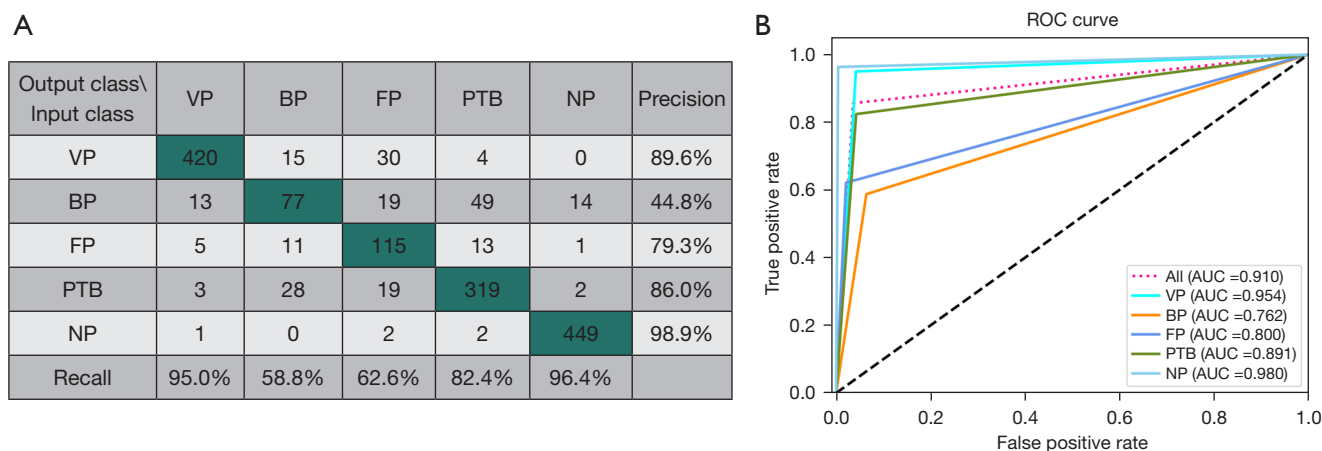 A
Output class\ Input class VP BP FP PTB NP Precision
VP 420 15 30 4 0 89.6%
BP 13 77 19 49 14 44.8%
FP 5 11 115 13 1 79.3%
PTB 3 28 19 319 2 86.0%
NP 1 0 2 2 449 98.9%
Recall 95.0% 58.8% 62.6% 82.4% 96.4%
B
ROC curve
True positive rate
1.0
0.8
0.6
0.4
0.2
0.0
All (AUC =0.910)
VP (AUC =0.954)
BP (AUC =0.762)
FP (AUC =0.800)
PTB (AUC =0.891)
NP (AUC =0.980)
0.0 0.2 0.4 0.6 0.8 1.0
False positive rate